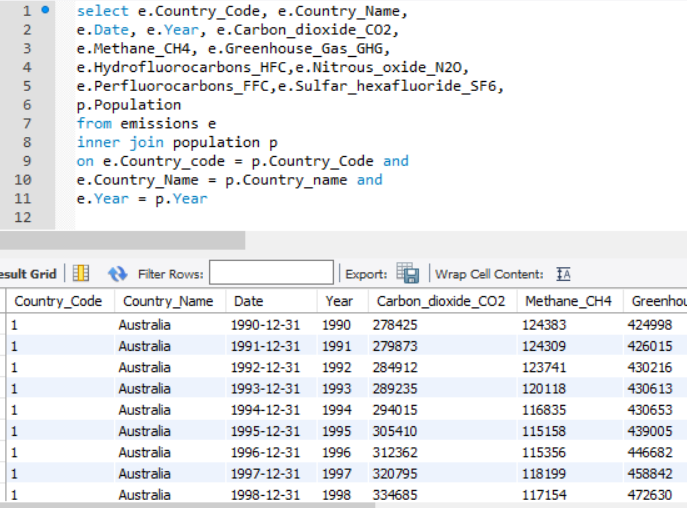 1 select e.Country_Code, e.Country_Name,
2 e.Date, e.Year, e.Carbon_dioxide_CO2,
3 e.Methane_CH4, e.Greenhouse_Gas_GHG,
4 e.Hydrofluorocarbons_HFC,e.Nitrous_oxide_N2O,
5 e.Perfluorocarbons_FFC,e.Sulfar_hexafluoride_SF6,
6 p.Population
7 from emissions e
8 inner join population p
9 on e.Country_code = p.Country_Code and
10 e.Country_Name = p.Country_name and
11 e.Year = p.Year
12
esult Grid Filter Rows: Export: Wrap Cell Content: IA
Country_Code Country_Name Date Year Carbon_dioxide_CO2 Methane_CH4 Greenhou
1 Australia 1990-12-31 1990 278425 124383 424998
1 Australia 1991-12-31 1991 279873 124309 426015
1 Australia 1992-12-31 1992 284912 123741 430216
1 Australia 1993-12-31 1993 289235 120118 430613
1 Australia 1994-12-31 1994 294015 116835 430653
1 Australia 1995-12-31 1995 305410 115158 439005
1 Australia 1996-12-31 1996 312362 115356 446682
1 Australia 1997-12-31 1997 320795 118199 458842
1 Australia 1998-12-31 1998 334685 117154 472630